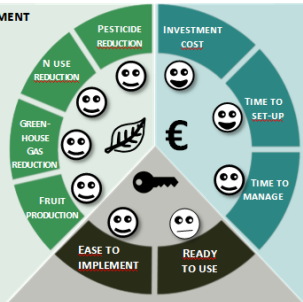 MENT
PESTICIDE
REDUCTION
INVESTMENT
COST
N USE
REDUCTION
TIME TO
SET-UP
GREEN-
HOUSE
GAS
REDUCTION
€
TIME TO
MANAGE
FRUIT
PRODUCTION
EASE TO
IMPLEMENT
READY
TO USE